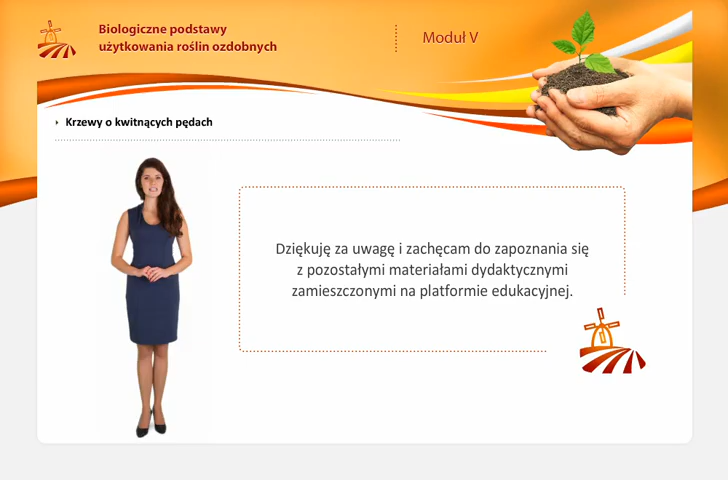 Biologiczne podstawy
użytkowania roślin ozdobnych
Moduł V
Krzewy o kwitnących pędach
Dziękuję za uwagę i zachęcam do zapoznania się
z pozostałymi materiałami dydaktycznymi
zamieszczonymi na platformie edukacyjnej.